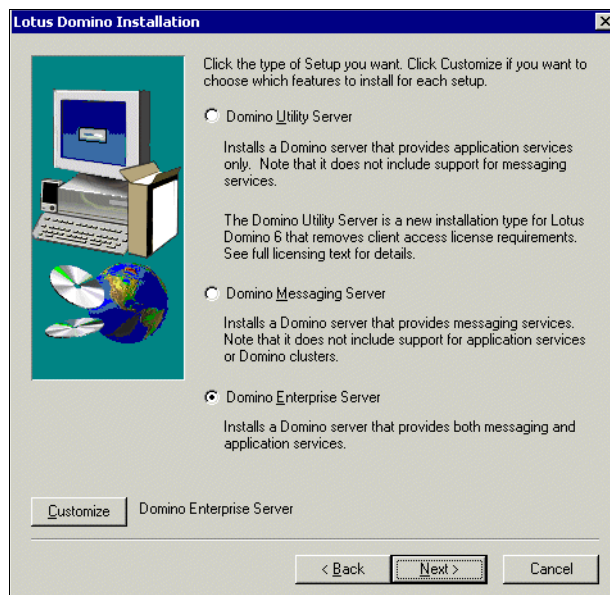 Lotus Domino Installation
Click the type of Setup you want. Click Customize if you want to
choose which features to install for each setup.
Domino Utility Server
Installs a Domino server that provides application services
only. Note that it does not include support for messaging
services.
The Domino Utility Server is a new installation type for Lotus
Domino 6 that removes client access license requirements.
See full licensing text for details.
Domino Messaging Server
Installs a Domino server that provides messaging services.
Note that it does not include support for application services
or Domino clusters.
Domino Enterprise Server
Installs a Domino server that provides both messaging and
application services.
Customize Domino Enterprise Server
< Back Next > Cancel